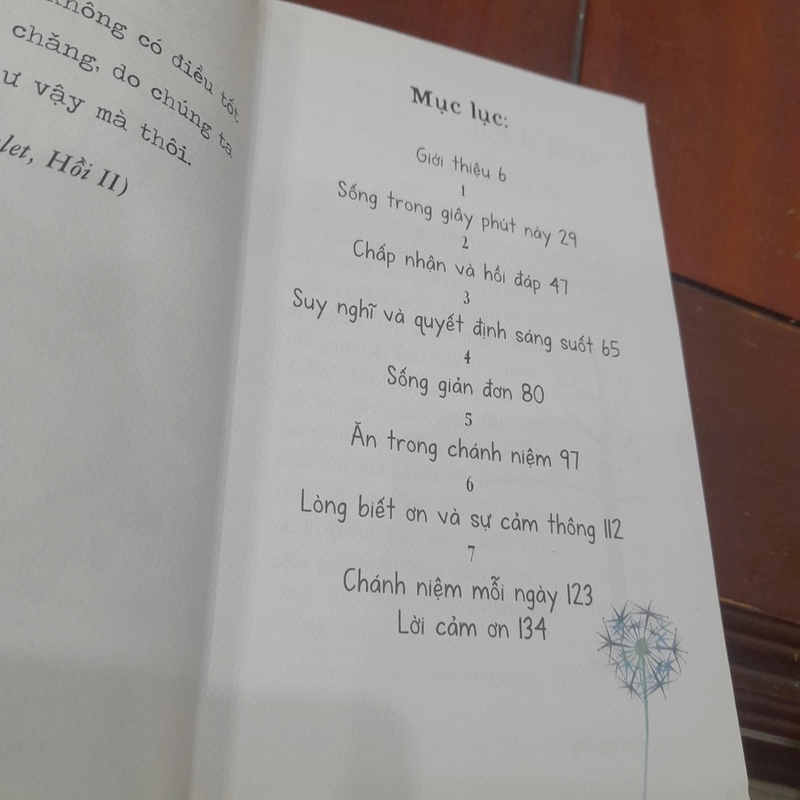 không có điều tốt
chăng, do chúng ta
ư vậy mà thôi.
let, Hồi II)
Mục lục:
Giới thiệu 6
1
Sống trong giây phút này 29
2
Chấp nhận và hồi đáp 47
3
Suy nghĩ và quyết định sáng suốt 65
4
Sống giản đơn 80
5
Ăn trong chánh niệm 97
6
Lòng biết ơn và sự cảm thông 112
7
Chánh niệm mỗi ngày 123
Lời cảm ơn 134